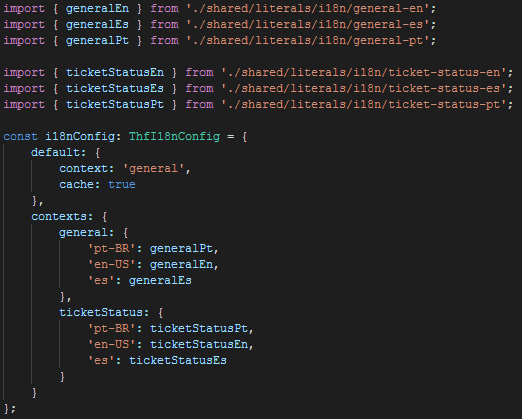 import { generalEn } from './shared/literals/i18n/general-en';
import { generalEs } from './shared/literals/i18n/general-es';
import { generalPt } from './shared/literals/i18n/general-pt';

import { ticketStatusEn } from './shared/literals/i18n/ticket-status-en';
import { ticketStatusEs } from './shared/literals/i18n/ticket-status-es';
import { ticketStatusPt } from './shared/literals/i18n/ticket-status-pt';

const i18nConfig: ThfI18nConfig = {
    default: {
        context: 'general',
        cache: true
    },
    contexts: {
        general: {
            'pt-BR': generalPt,
            'en-US': generalEn,
            'es': generalEs
        },
        ticketStatus: {
            'pt-BR': ticketStatusPt,
            'en-US': ticketStatusEn,
            'es': ticketStatusEs
        }
    }
};